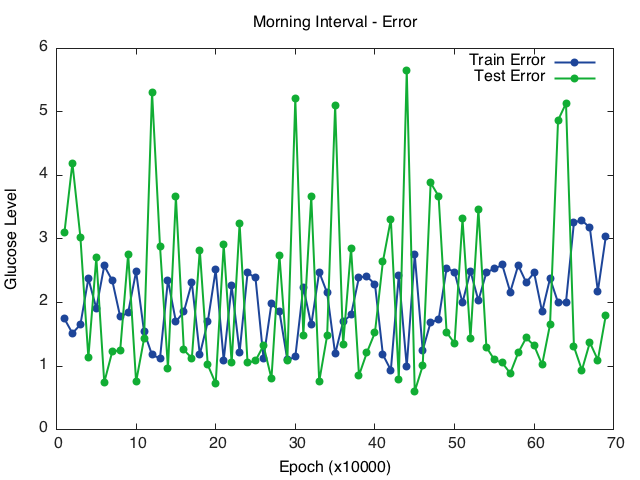 Morning Interval - Error
Train Error
Test Error
6
5
4
3
2
1
0
Glucose Level
0 10 20 30 40 50 60 70
Epoch (x10000)